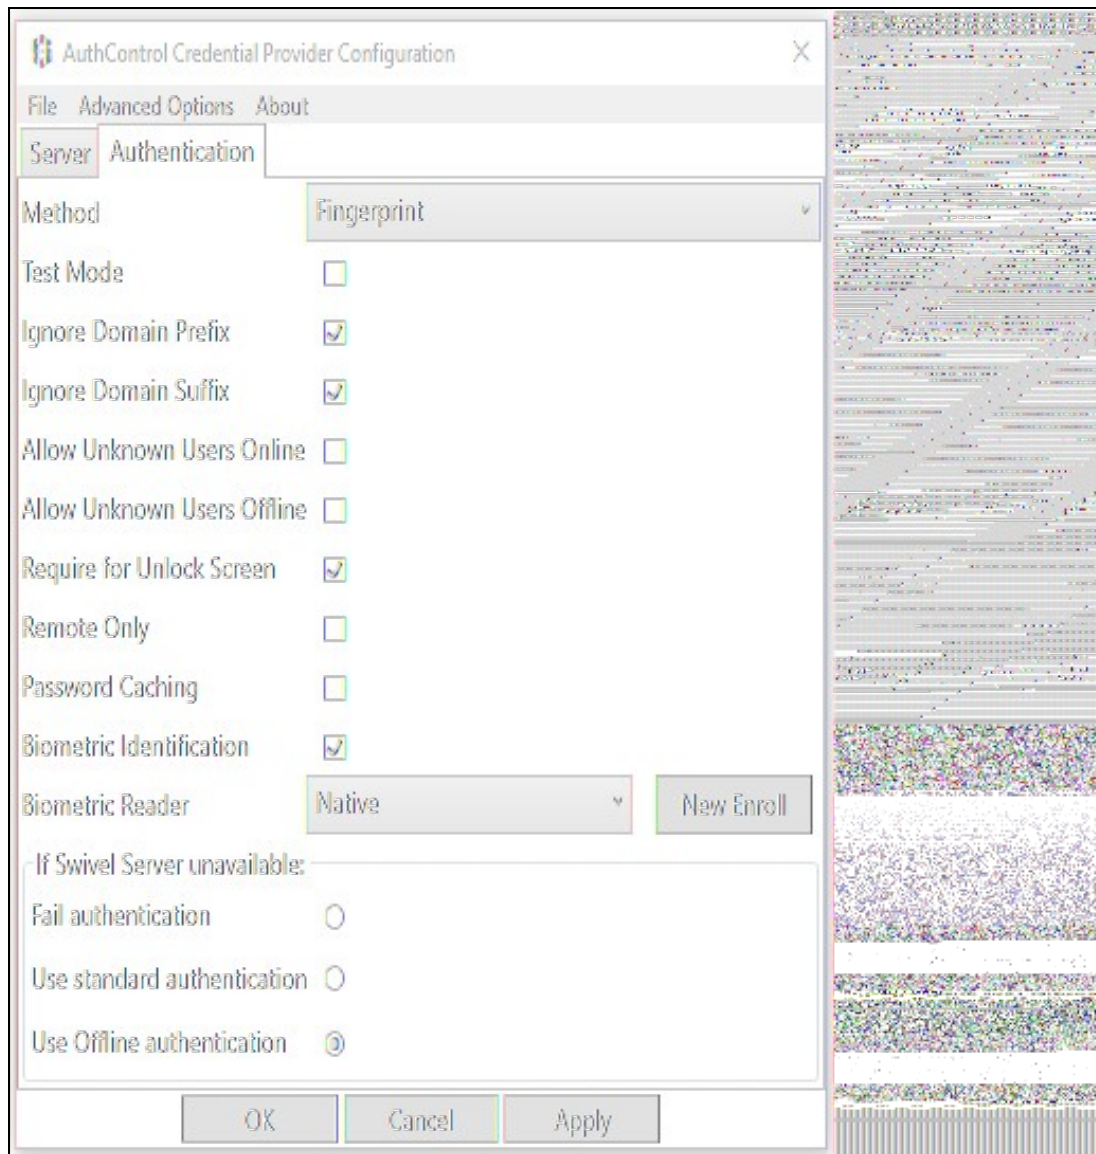 AuthControl Credential Provider Configuration
File Advanced Options About
Server Authentication
Method Fingerprint
Test Mode
Ignore Domain Prefix
Ignore Domain Suffix
Allow Unknown Users Online
Allow Unknown Users Offline
Require for Unlock Screen
Remote Only
Password Caching
Biometric Identification
Biometric Reader Native New Enroll
If Swivel Server unavailable:
Fail authentication
Use standard authentication
Use Offline authentication
OK Cancel Apply